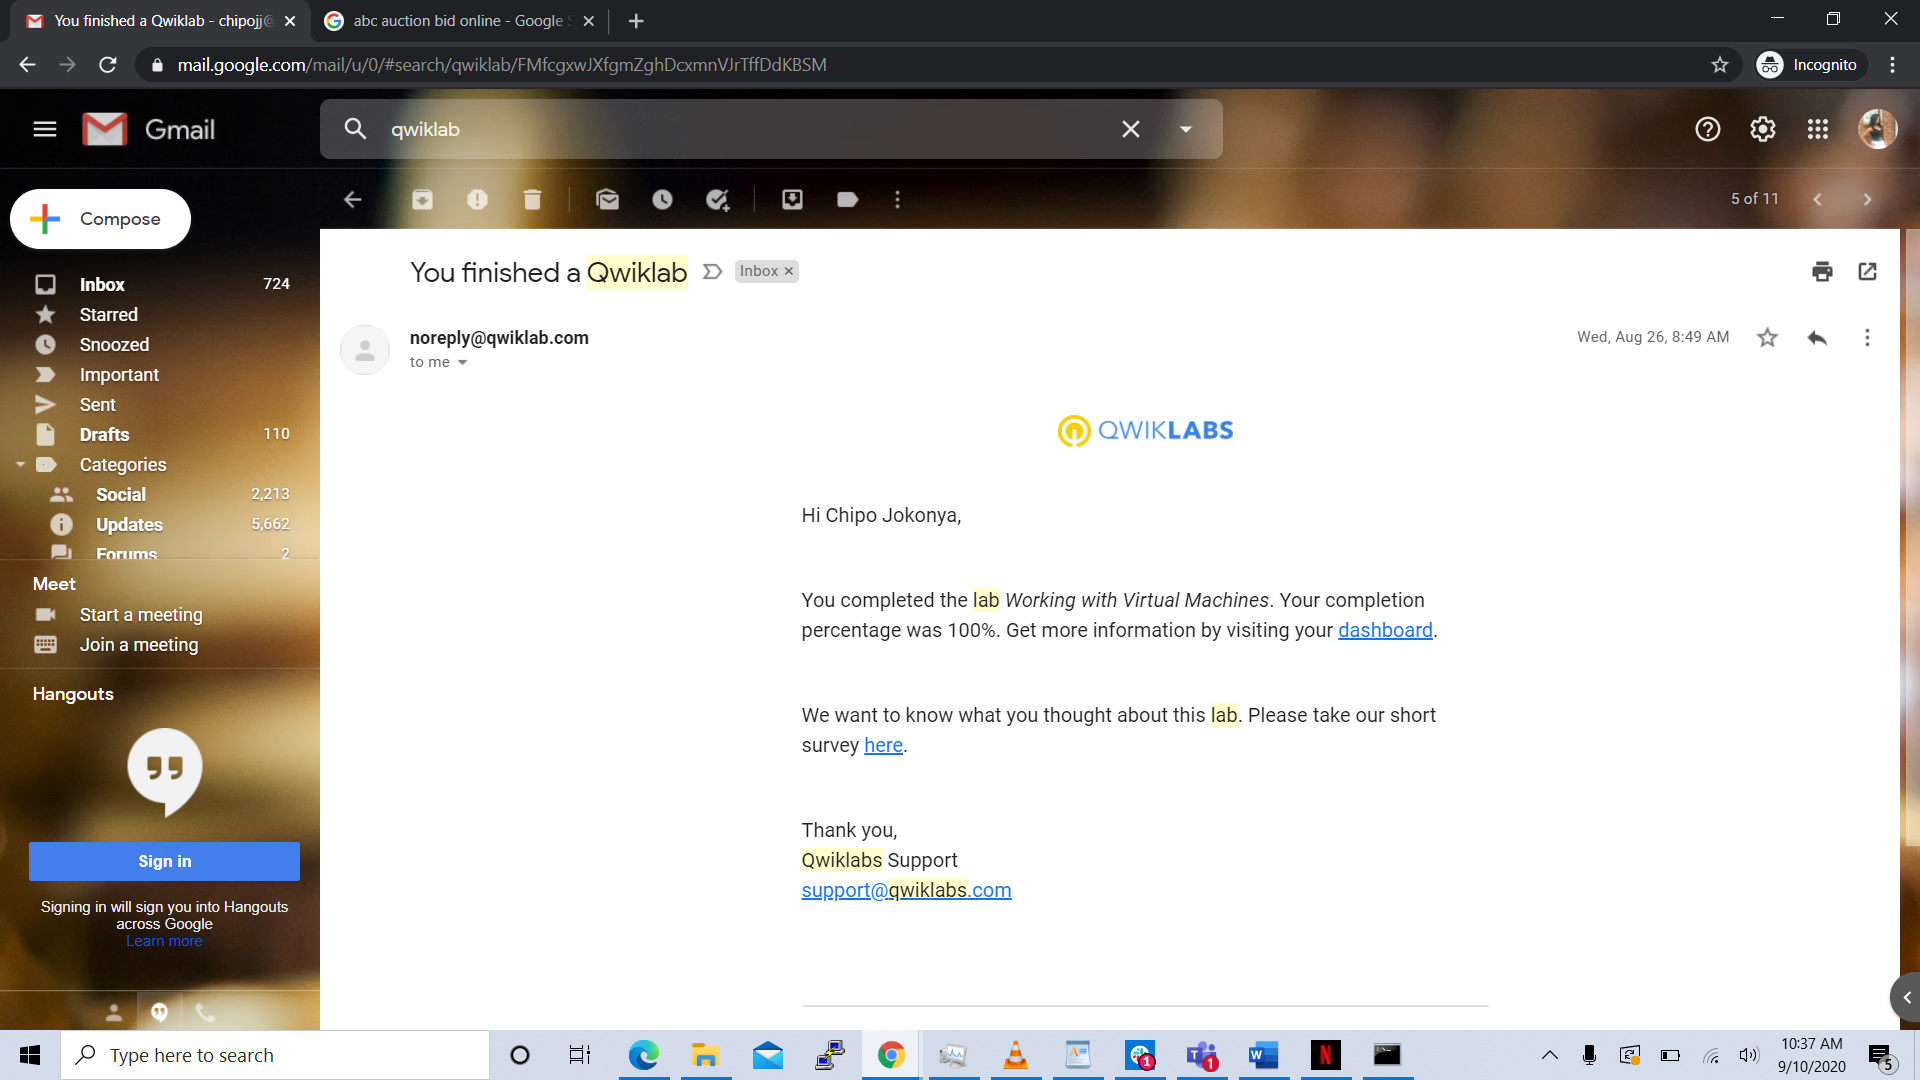 You finished a Qwiklab - chipojj@
abc auction bid online - Google S
mail.google.com/mail/u/0/#search/qwiklab/FMfcgxwJXfgmZghDcxmnVJrTffDdKBSM
Incognito
Gmail
qwiklab
5 of 11
Compose
Inbox 724
Starred
Snoozed
Important
Sent
Drafts 110
Categories
Social 2,213
Updates 5,662
Forums 2
Meet
Start a meeting
Join a meeting
Hangouts
Sign in
Signing in will sign you into Hangouts
across Google
Learn more
You finished a Qwiklab Inbox
noreply@qwiklab.com
to me
Wed, Aug 26, 8:49 AM
QWIKLABS
Hi Chipo Jokonya,
You completed the lab Working with Virtual Machines. Your completion
percentage was 100%. Get more information by visiting your dashboard.
We want to know what you thought about this lab. Please take our short
survey here.
Thank you,
Qwiklabs Support
support@qwiklabs.com
Type here to search
1
1
10:37 AM
9/10/2020
5